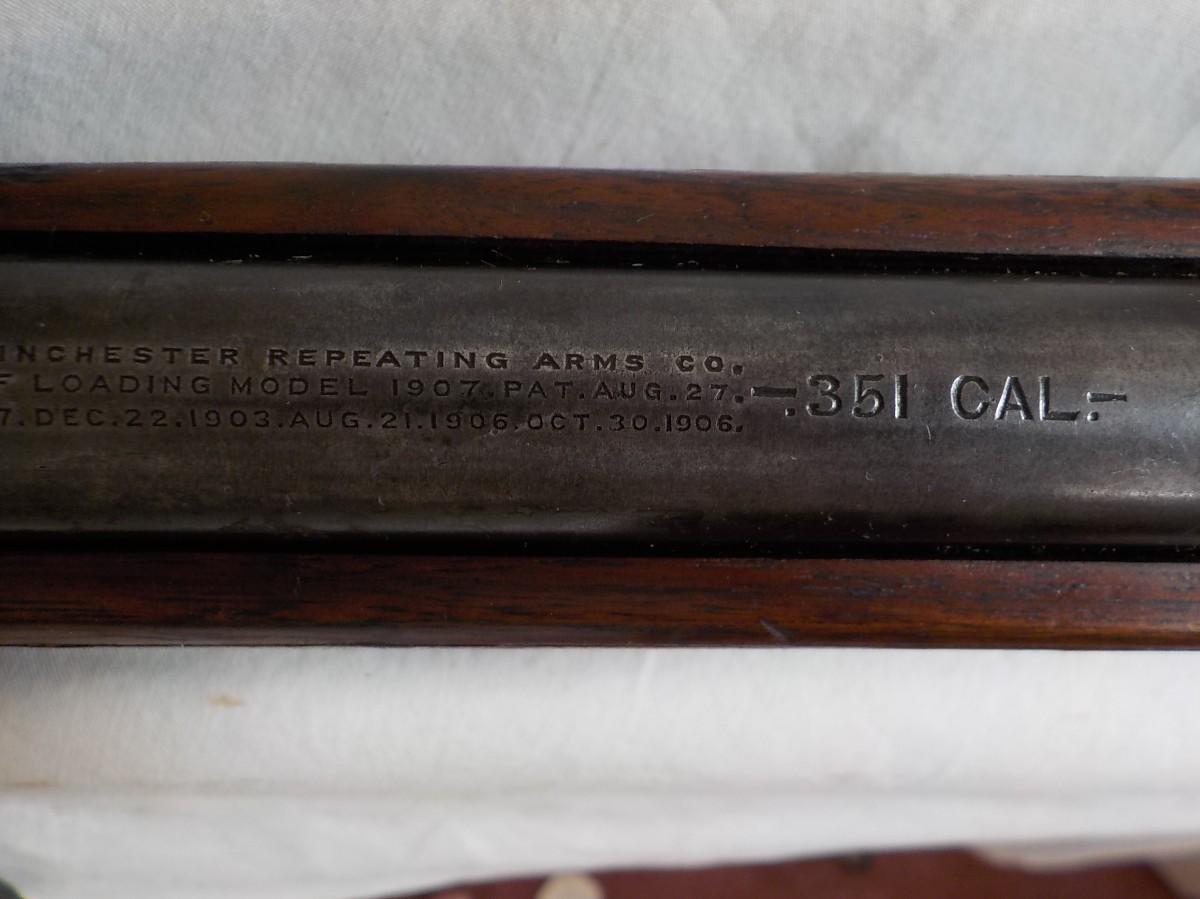 INCHESTER REPEATING ARMS CO.
F LOADING MODEL 1907. PAT. AUG. 27.
7. DEC. 22. 1903. AUG. 21. 1906. OCT. 30. 1906.
-.351 CAL.-